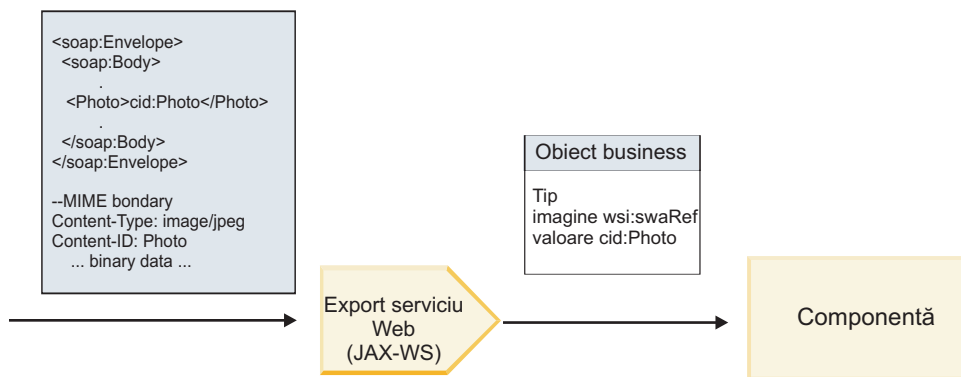 <soap:Envelope>
<soap:Body>
.
<Photo>cid:Photo</Photo>
.
</soap:Body>
</soap:Envelope>
--MIME bondary
Content-Type: image/jpeg
Content-ID: Photo
... binary data ...
Obiect business
Tip
imagine wsi:swaRef
valoare cid:Photo
Export serviciu
Web
(JAX-WS)
Componentă